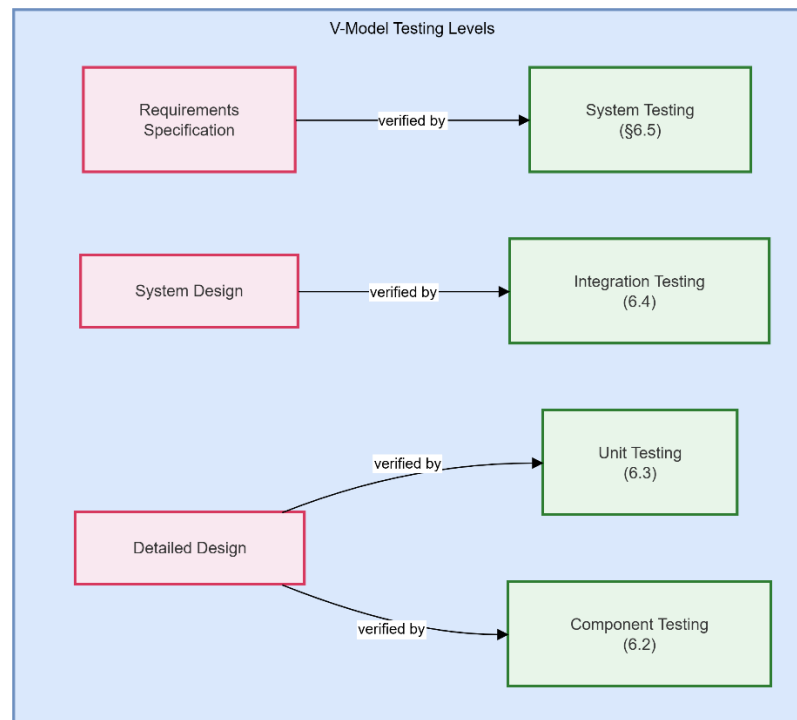 V-Model Testing Levels
Requirements
Specification
verified by
System Testing
(§6.5)
System Design
verified by
Integration Testing
(6.4)
verified by
Unit Testing
(6.3)
Detailed Design
verified by
Component Testing
(6.2)